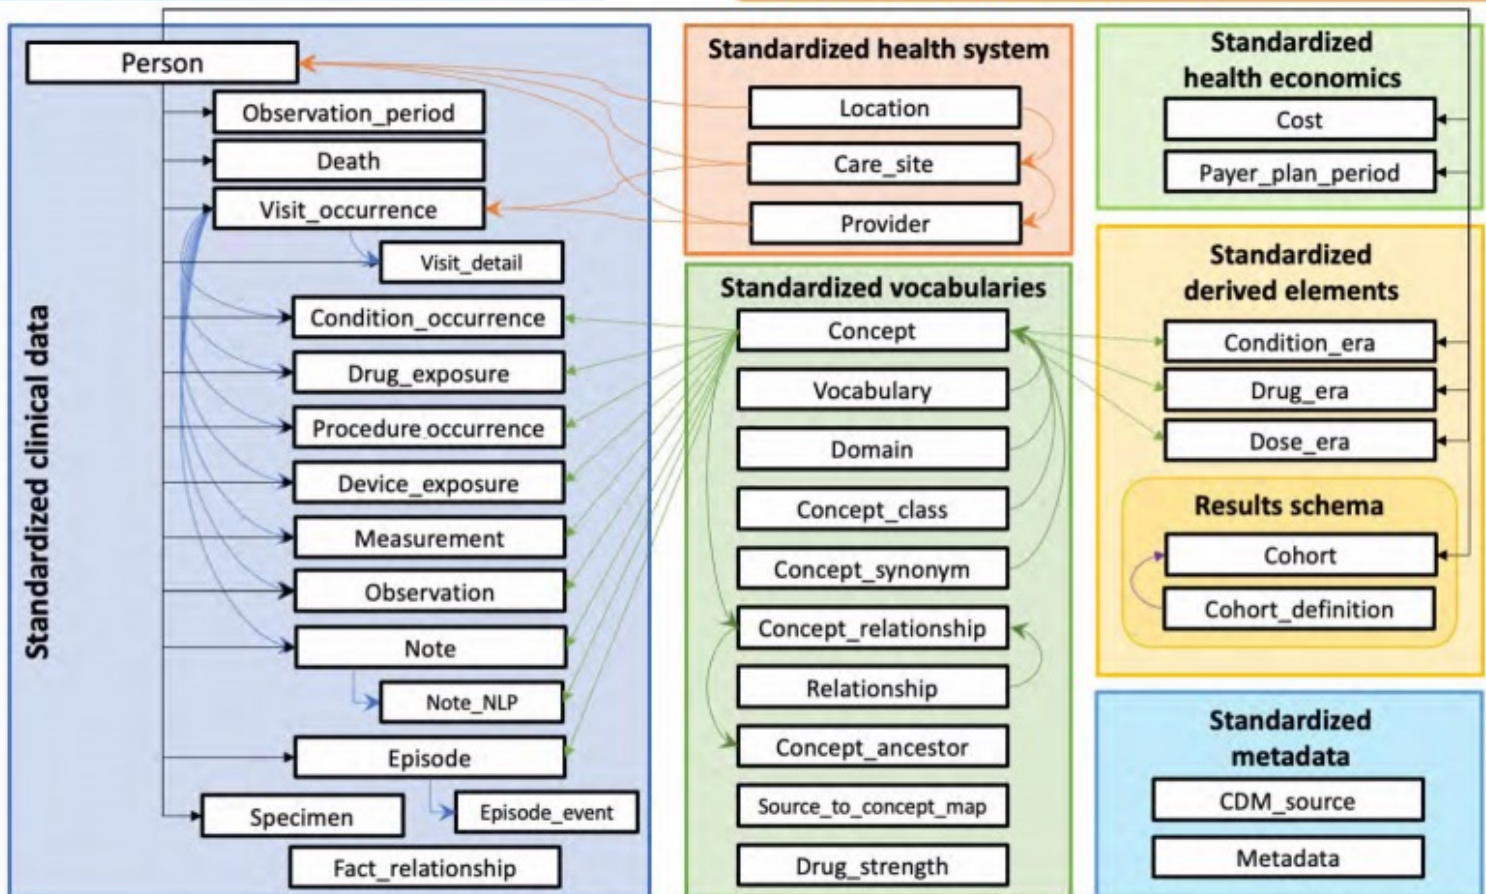 Standardized clinical data
Person
Observation_period
Death
Visit_occurrence
Visit_detail
Condition_occurrence
Drug_exposure
Procedure_occurrence
Device_exposure
Measurement
Observation
Note
Note_NLP
Episode
Specimen
Episode_event
Fact_relationship
Standardized health system
Location
Care_site
Provider
Standardized vocabularies
Concept
Vocabulary
Domain
Concept_class
Concept_synonym
Concept_relationship
Relationship
Concept_ancestor
Source_to_concept_map
Drug_strength
Standardized
health economics
Cost
Payer_plan_period
Standardized
derived elements
Condition_era
Drug_era
Dose_era
Results schema
Cohort
Cohort_definition
Standardized
metadata
CDM_source
Metadata